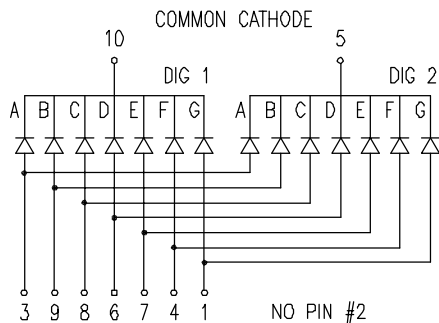 COMMON CATHODE
10 5
DIG 1 DIG 2
A B C D E F G A B C D E F G
3 9 8 6 7 4 1 NO PIN #2